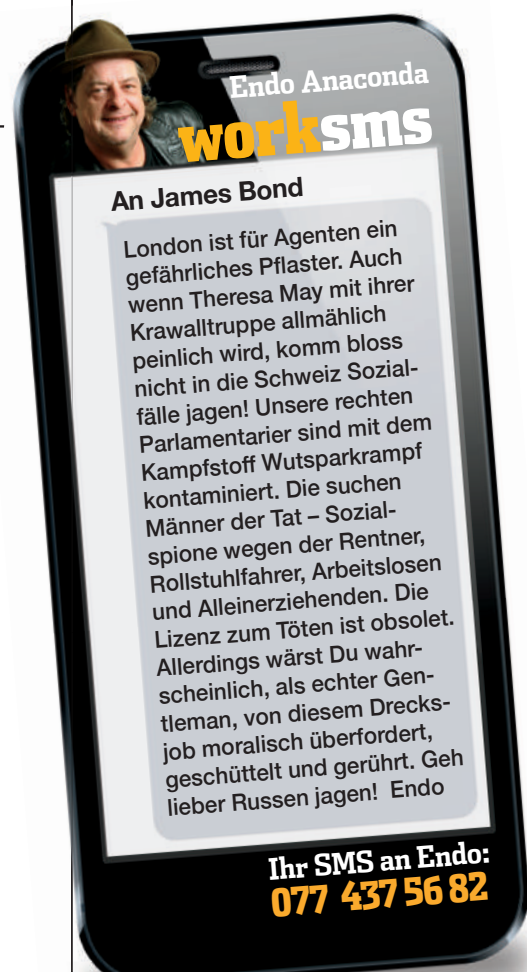 Endo Anaconda
worksms
An James Bond
London ist für Agenten ein
gefährliches Pflaster. Auch
wenn Theresa May mit ihrer
Krawalltruppe allmählich
peinlich wird, komm bloss
nicht in die Schweiz Sozial-
fälle jagen! Unsere rechten
Parlamentarier sind mit dem
Kampfstoff Wutsparkrampf
kontaminiert. Die suchen
Männer der Tat – Sozial-
spione wegen der Rentner,
Rollstuhlfahrer, Arbeitslosen
und Alleinerziehenden. Die
Lizenz zum Töten ist obsolet.
Allerdings wärst Du wahr-
scheinlich, als echter Gen-
tleman, von diesem Drecks-
job moralisch überfordert,
geschüttelt und gerührt. Geh
lieber Russen jagen! Endo
Ihr SMS an Endo:
077 437 56 82